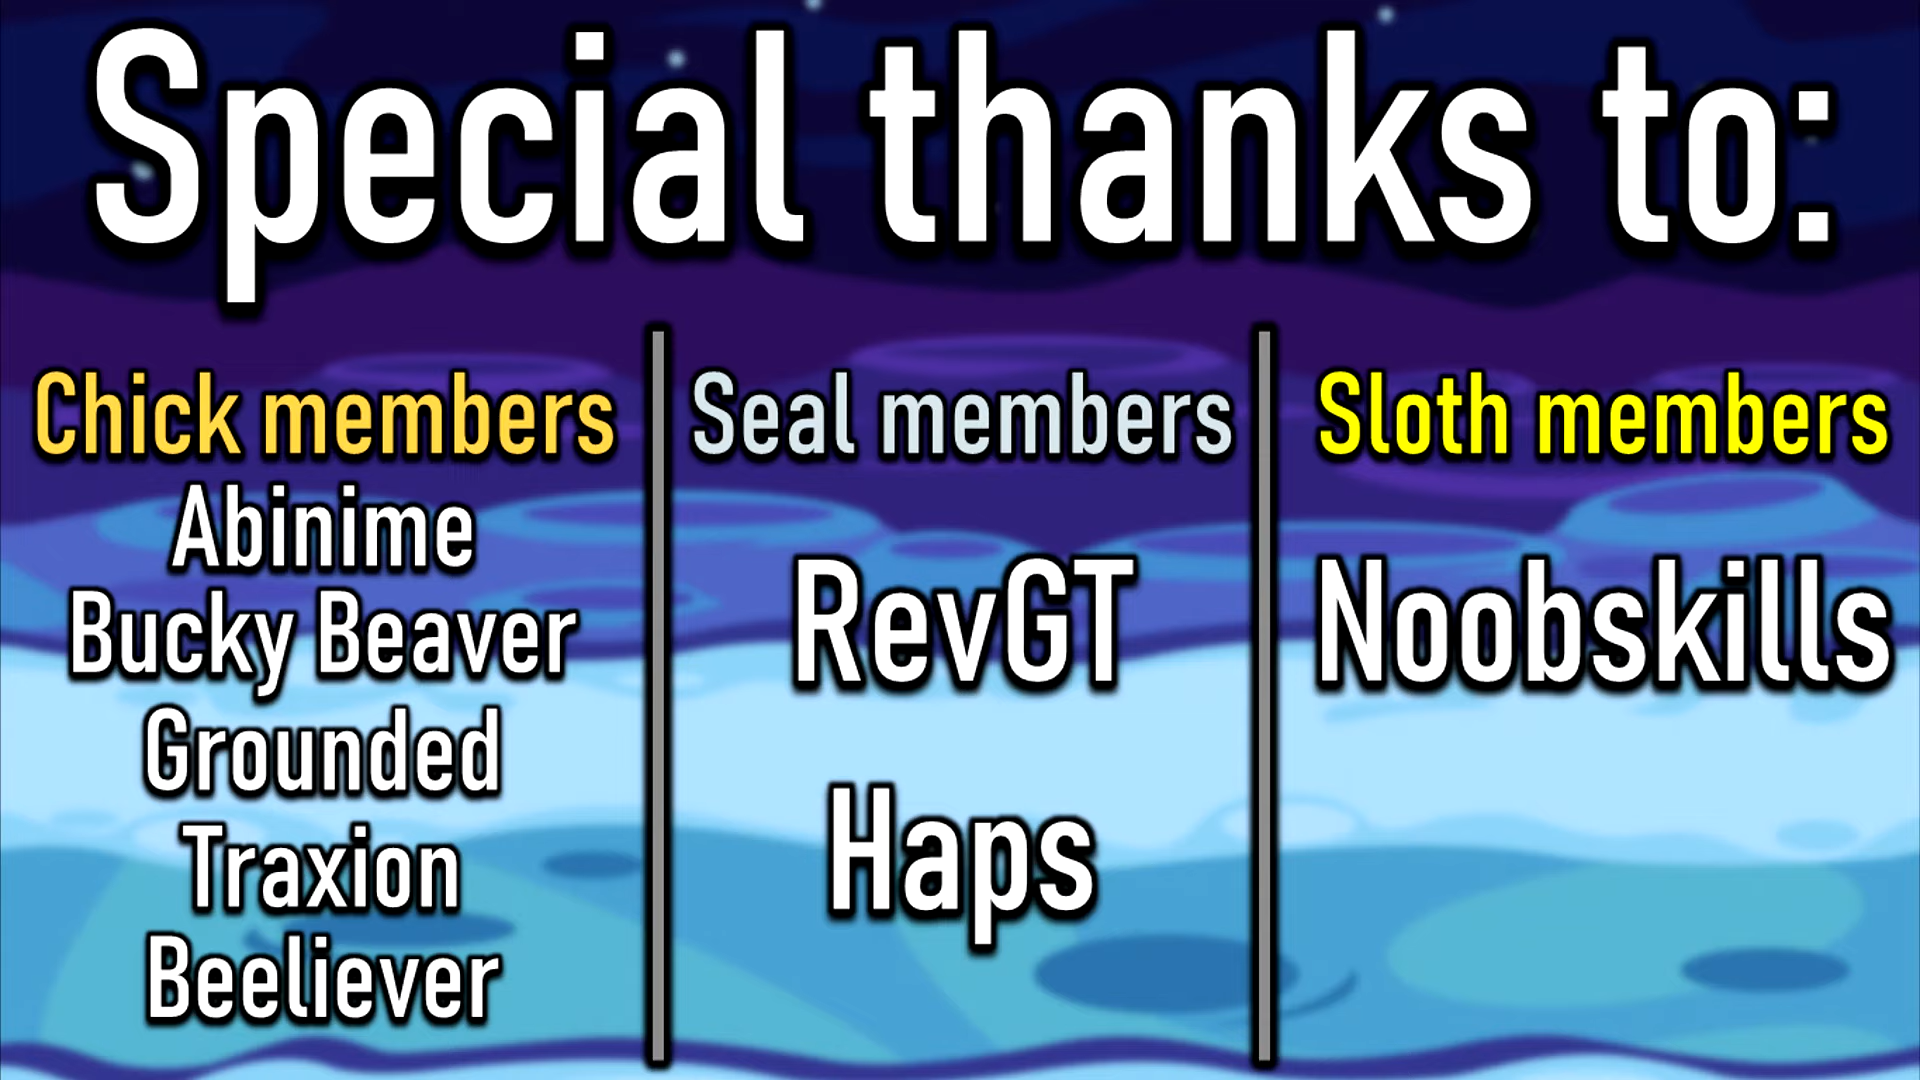 Special thanks to:
Chick members
Abinime
Bucky Beaver
Grounded
Traxion
Beeliever
Seal members
RevGT
Haps
Sloth members
Noobskills